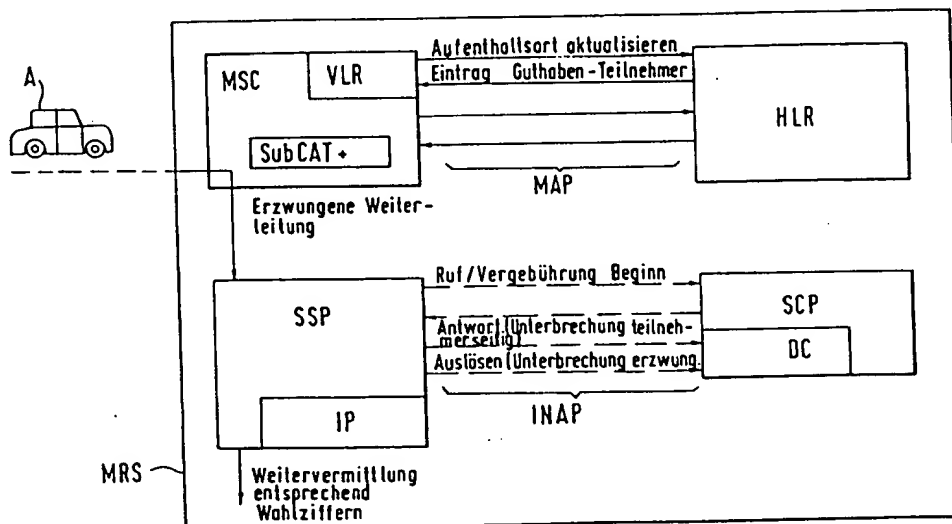 A
MSC
VLR
SubCAT+
Aufenthaltsort aktualisieren
Eintrag Guthaben-Teilnehmer
HLR
MAP
Erzwungene Weiter-
leitung
SSP
IP
Ruf/Vergebührung Beginn
Antwort(Unterbrechung teilneh-
merseitig)
Auslösen(Unterbrechung erzwung.
SCP
DC
INAP
MRS
Weitervermittlung
entsprechend
Wahlziffern